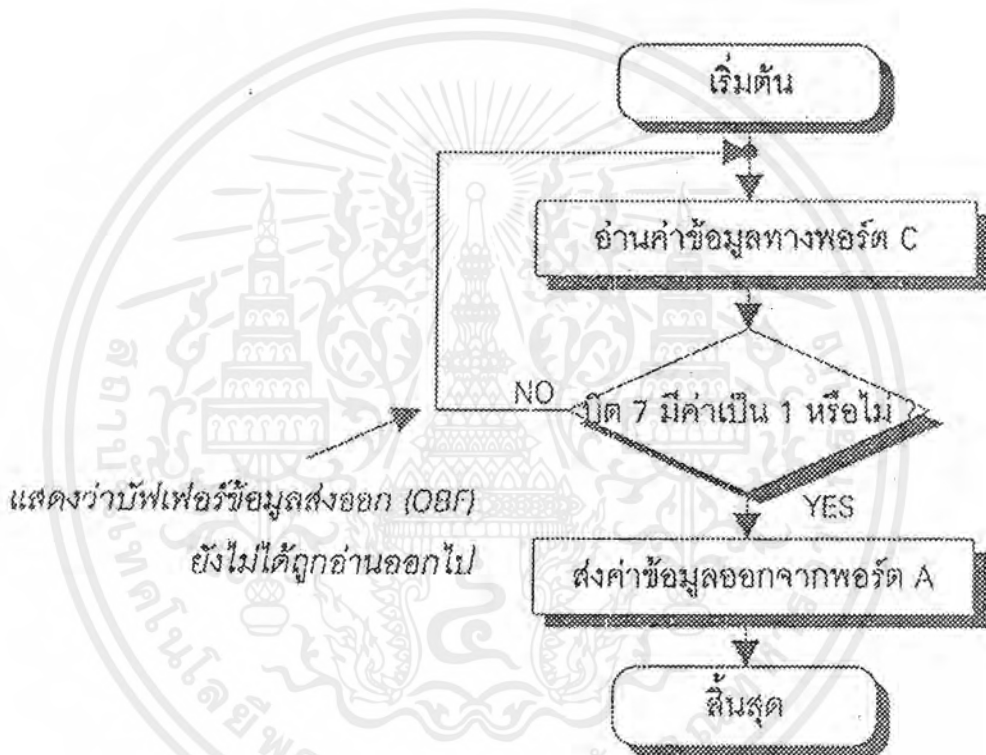 เริ่มต้น
อ่านค่าข้อมูลทางพอร์ต C
NO
บิต 7 มีค่าเป็น 1 หรือไม่
YES
แสดงว่าบัฟเฟอร์ข้อมูลส่งออก (OBF)
ยังไม่ได้ถูกอ่านออกไป
ส่งค่าข้อมูลออกจากพอร์ต A
สิ้นสุด